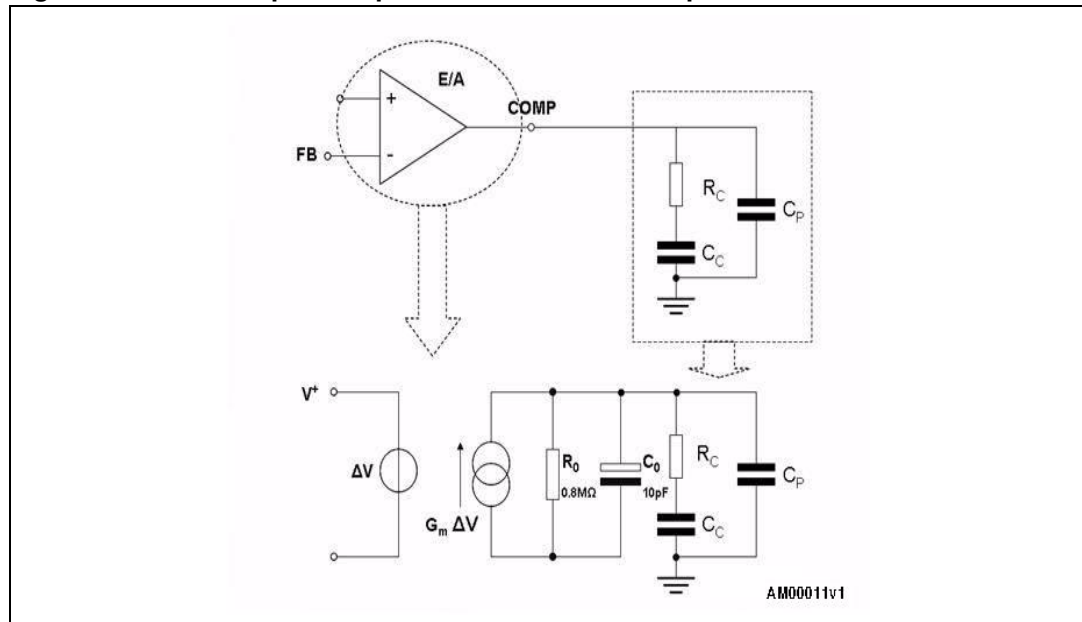 E/A
+
COMP
FB
-
R_C
C_P
C_C
V⁺
ΔV
G_m ΔV
R_0
0.8MΩ
C_0
10pF
R_C
C_P
C_C
AM00011v1